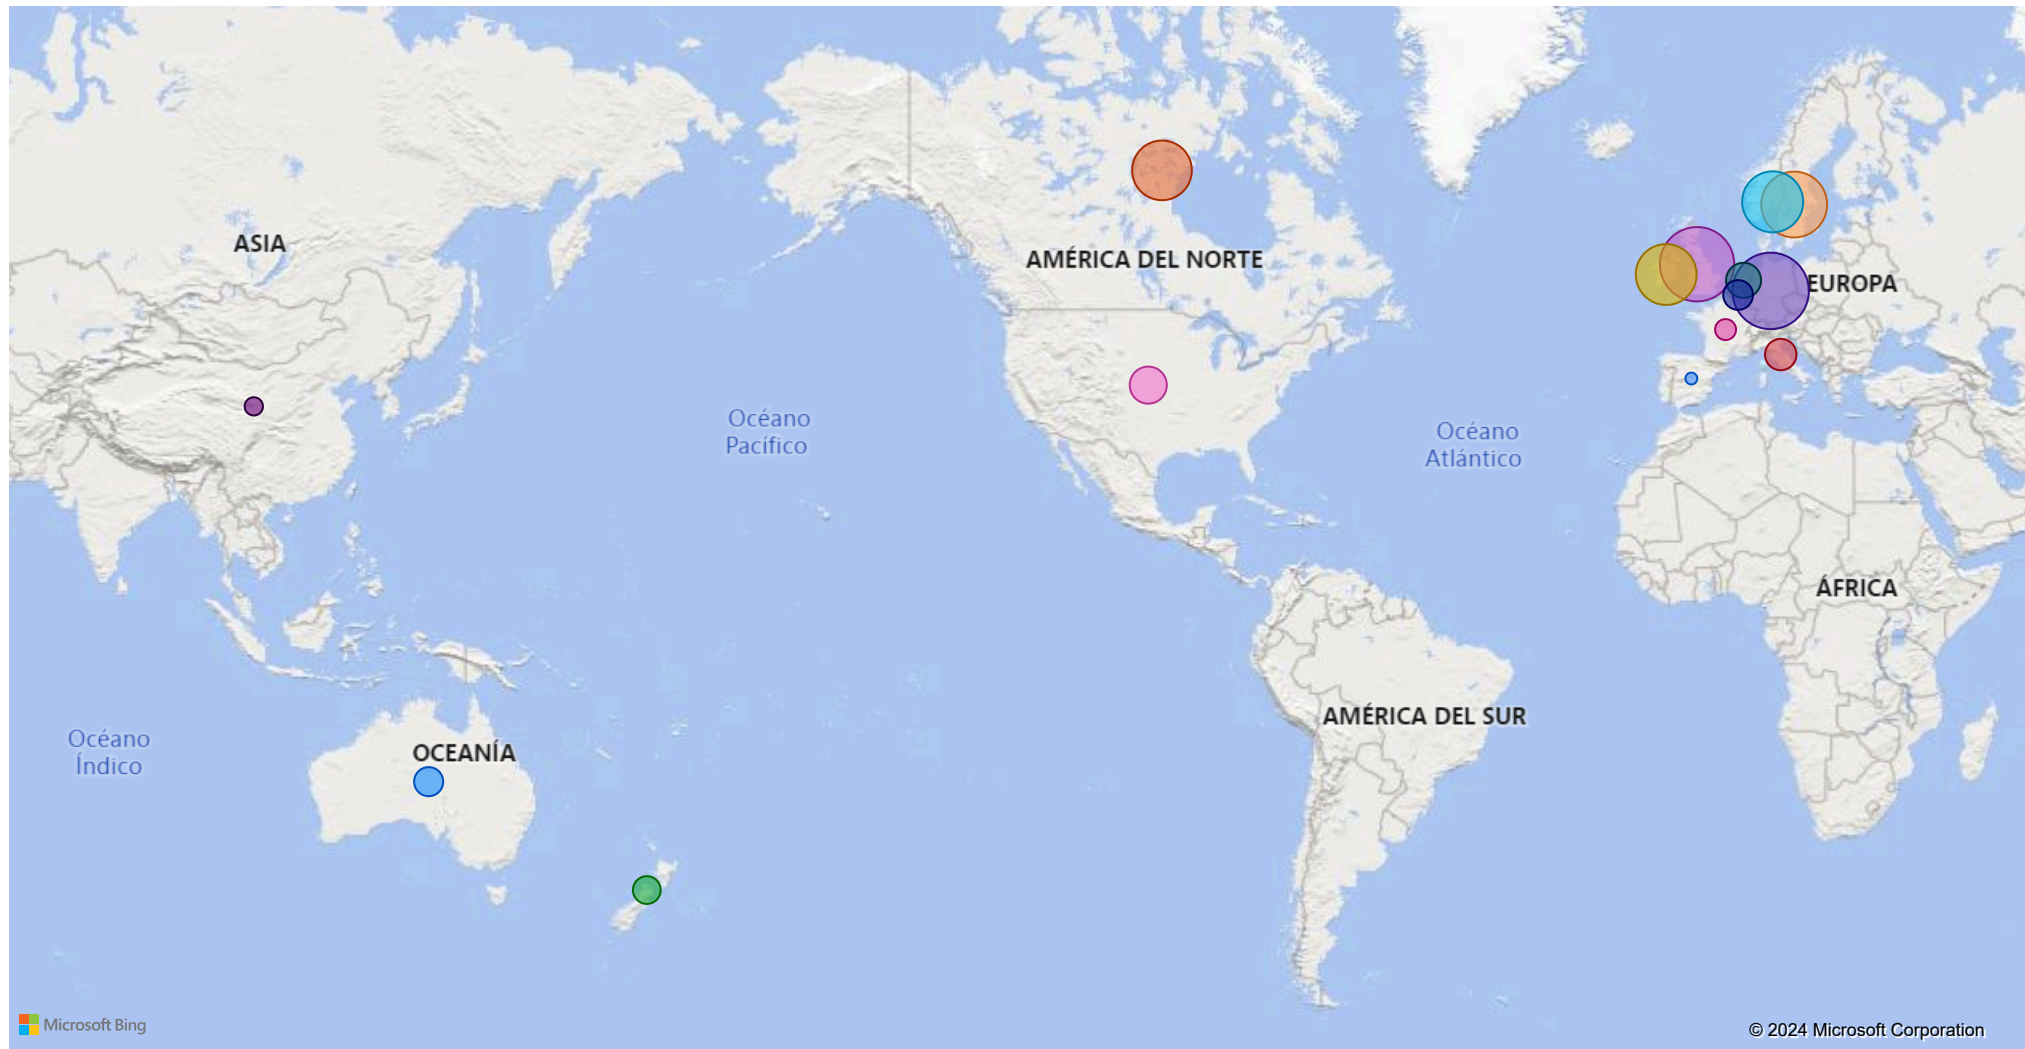 ASIA
AMÉRICA DEL NORTE
EUROPA
Océano
Pacífico
Océano
Atlántico
ÁFRICA
AMÉRICA DEL SUR
Océano
Índico
OCEANÍA
Microsoft Bing
© 2024 Microsoft Corporation